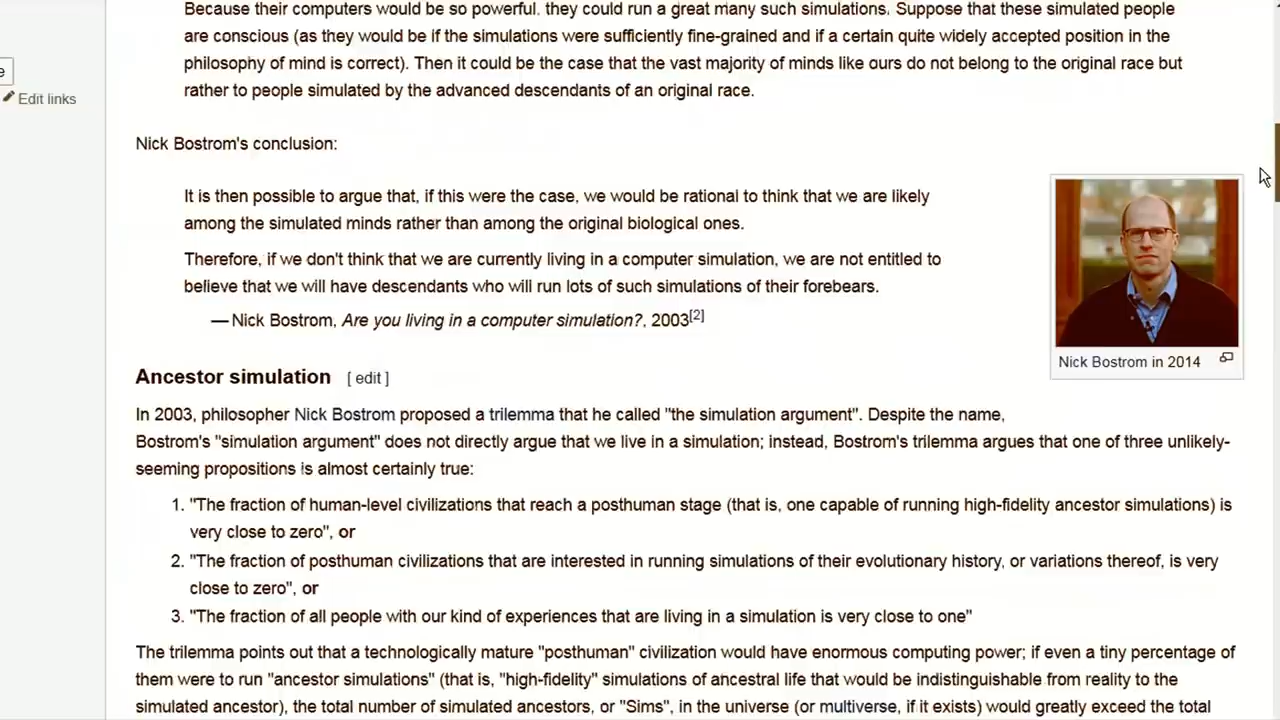 Because their computers would be so powerful, they could run a great many such simulations. Suppose that these simulated people
are conscious (as they would be if the simulations were sufficiently fine-grained and if a certain quite widely accepted position in the
philosophy of mind is correct). Then it could be the case that the vast majority of minds like ours do not belong to the original race but
rather to people simulated by the advanced descendants of an original race.
e
Edit links
Nick Bostrom's conclusion:
It is then possible to argue that, if this were the case, we would be rational to think that we are likely
among the simulated minds rather than among the original biological ones.
Therefore, if we don't think that we are currently living in a computer simulation, we are not entitled to
believe that we will have descendants who will run lots of such simulations of their forebears.
— Nick Bostrom, Are you living in a computer simulation?, 2003[2]
Nick Bostrom in 2014
Ancestor simulation [ edit ]
In 2003, philosopher Nick Bostrom proposed a trilemma that he called "the simulation argument". Despite the name,
Bostrom's "simulation argument" does not directly argue that we live in a simulation; instead, Bostrom's trilemma argues that one of three unlikely-
seeming propositions is almost certainly true:
1. "The fraction of human-level civilizations that reach a posthuman stage (that is, one capable of running high-fidelity ancestor simulations) is
very close to zero", or
2. "The fraction of posthuman civilizations that are interested in running simulations of their evolutionary history, or variations thereof, is very
close to zero", or
3. "The fraction of all people with our kind of experiences that are living in a simulation is very close to one"
The trilemma points out that a technologically mature "posthuman" civilization would have enormous computing power; if even a tiny percentage of
them were to run "ancestor simulations" (that is, "high-fidelity" simulations of ancestral life that would be indistinguishable from reality to the
simulated ancestor), the total number of simulated ancestors, or "Sims", in the universe (or multiverse, if it exists) would greatly exceed the total